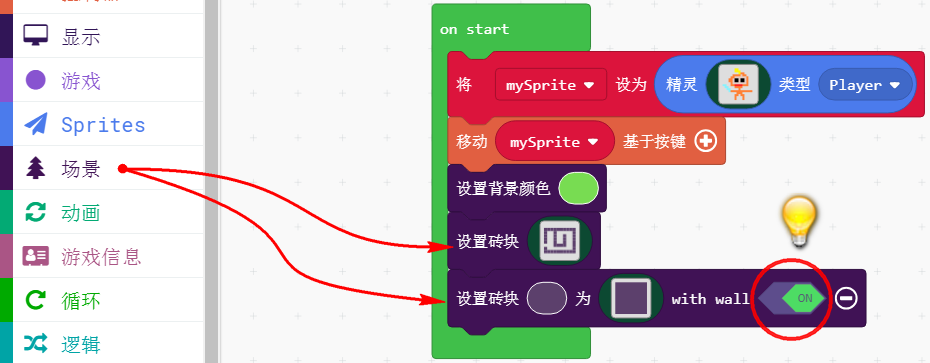 显示
游戏
Sprites
场景
动画
游戏信息
循环
逻辑
on start
将 mySprite 设为 精灵 类型 Player
移动 mySprite 基于按键
设置背景颜色
设置砖块
设置砖块 为 with wall ON